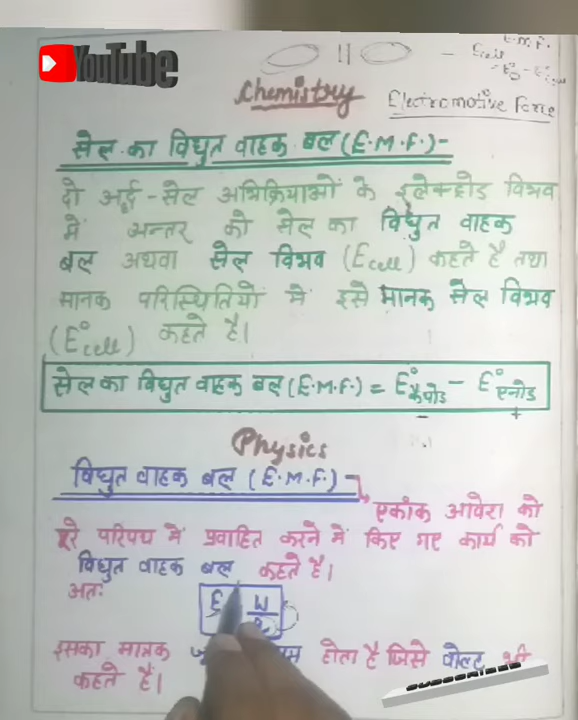 YouTube
E.M.F.
Chemistry
Electromotive Force
सेल का विद्युत वाहक बल (E.M.F.)-
दो अर्द्ध-सेल अभिक्रियाओं के इलेक्ट्रोड विभव
में अन्तर को सेल का विद्युत वाहक
बल अथवा सेल विभव (Ecell) कहते है तथा
मानक परिस्थितियों में इसे मानक सेल विभव
(E°cell) कहते है।
सेल का विद्युत वाहक बल (E.M.F.) = E°कैथोड - E°एनोड
- +
Physics
विद्युत वाहक बल (E.M.F.)
एकांक आवेश को
पूरे परिपथ में प्रवाहित करने में किए गए कार्य को
विद्युत वाहक बल कहते है।
अतः
E W
इसका मात्रक होता है जिसे वोल्ट भी
कहते हैं।